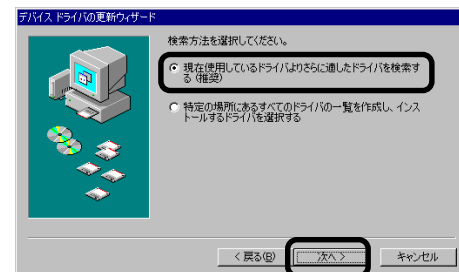 デバイス ドライバの更新ウィザード
検索方法を選択してください。
現在使用しているドライバよりさらに適したドライバを検索す
る (推奨)
特定の場所にあるすべてのドライバの一覧を作成し、インス
トールするドライバを選択する
< 戻る(B)
次へ >
キャンセル